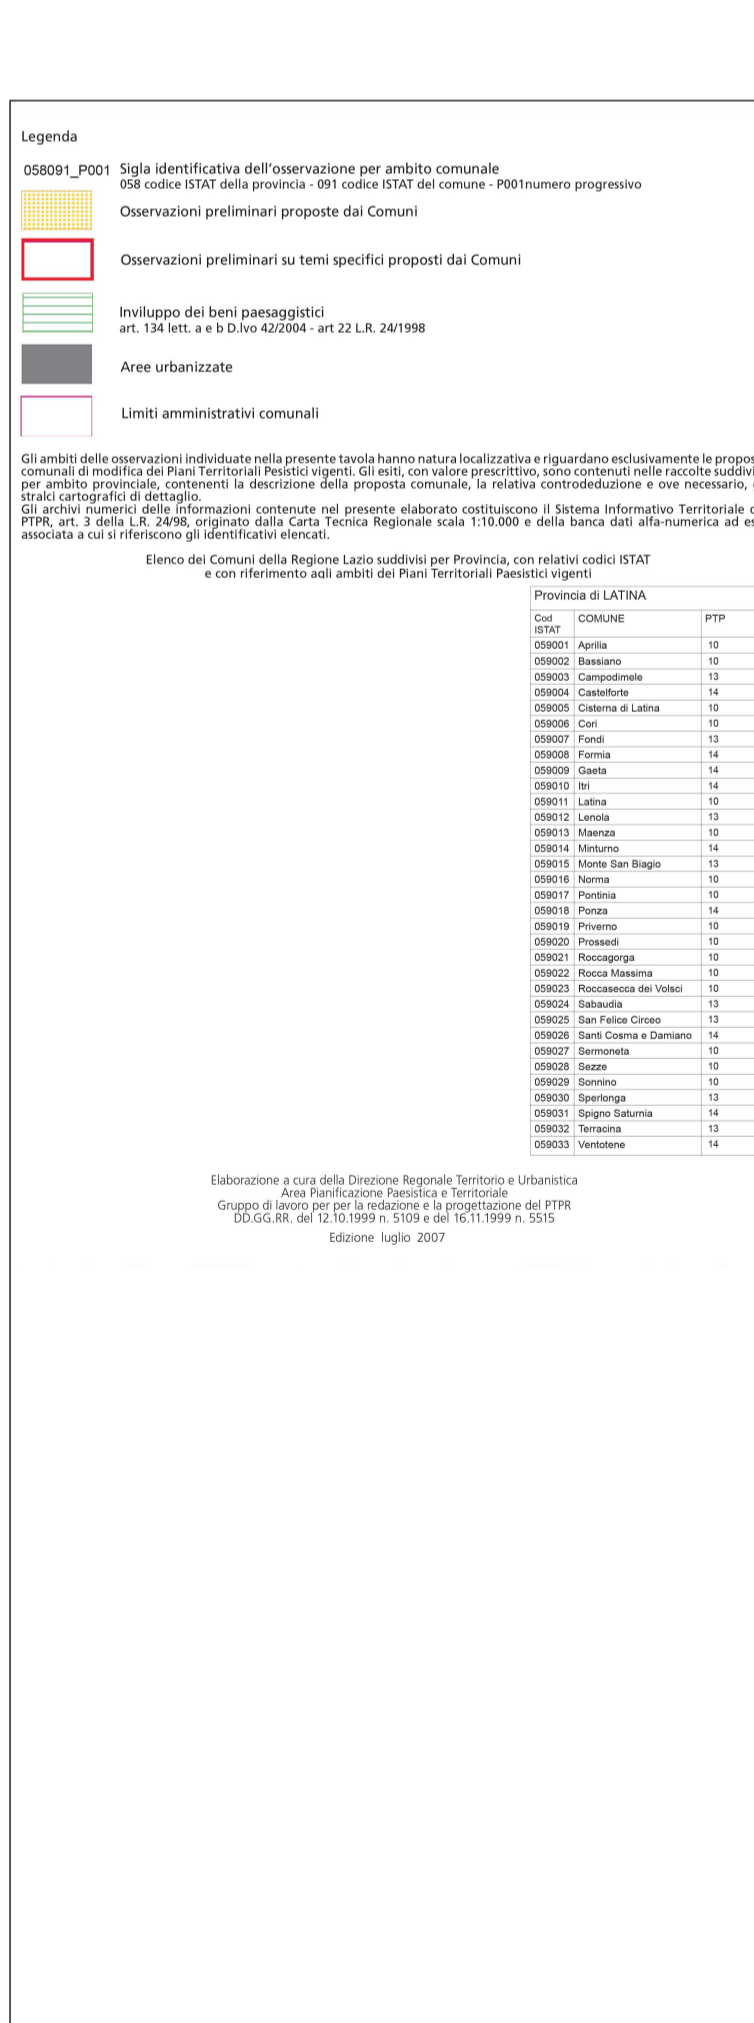 Legenda
058091_P001 Sigla identificativa dell'osservazione per ambito comunale
058 codice ISTAT della provincia - 091 codice ISTAT del comune - P001numero progressivo
Osservazioni preliminari proposte dai Comuni
Osservazioni preliminari su temi specifici proposti dai Comuni
Inviluppo dei beni paesaggistici
art. 134 lett. a e b D.lvo 42/2004 - art 22 L.R. 24/1998
Aree urbanizzate
Limiti amministrativi comunali
Gli ambiti delle osservazioni individuate nella presente tavola hanno natura localizzativa e riguardano esclusivamente le
comunali di modifica dei Piani Territoriali Pesistici vigenti. Gli esiti, con valore prescrittivo, sono contenuti nelle raccolte
per ambito provinciale, contenenti la descrizione della proposta comunale, la relativa controdeduzione e ove necessario,
stralci cartografici di dettaglio.
Gli archivi numerici delle informazioni contenute nel presente elaborato costituiscono il Sistema Informativo Territoriale
PTPR, art. 3 della L.R. 24/98, originato dalla Carta Tecnica Regionale scala 1:10.000 e della banca dati alfa-numerica ad
associata a cui si riferiscono gli identificativi elencati.
Elenco dei Comuni della Regione Lazio suddivisi per Provincia, con relativi codici ISTAT
e con riferimento agli ambiti dei Piani Territoriali Paesistici vigenti
Provincia di LATINA
Cod ISTAT COMUNE PTP
059001 Aprilia 10
059002 Bassiano 10
059003 Campodimele 13
059004 Castelforte 14
059005 Cisterna di Latina 10
059006 Cori 10
059007 Fondi 13
059008 Formia 14
059009 Gaeta 14
059010 Itri 14
059011 Latina 10
059012 Lenola 13
059013 Maenza 10
059014 Minturno 14
059015 Monte San Biagio 13
059016 Norma 10
059017 Pontinia 10
059018 Ponza 14
059019 Priverno 10
059020 Prossedi 10
059021 Roccagorga 10
059022 Rocca Massima 10
059023 Roccasecca dei Volsci 10
059024 Sabaudia 13
059025 San Felice Circeo 13
059026 Santi Cosma e Damiano 14
059027 Sermoneta 10
059028 Sezze 10
059029 Sonnino 10
059030 Sperlonga 13
059031 Spigno Saturnia 14
059032 Terracina 13
059033 Ventotene 14
Elaborazione a cura della Direzione Regonale Territorio e Urbanistica
Area Pianificazione Paesistica e Territoriale
Gruppo di lavoro per per la redazione e la progettazione del PTPR
DD.GG.RR. del 12.10.1999 n. 5109 e del 16.11.1999 n. 5515
Edizione luglio 2007